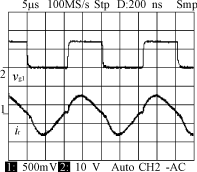 5µs 100MS/s Stp D:200 ns Smp
2
vg1
1
ir
1: 500mV 2: 10 V Auto CH2 -AC